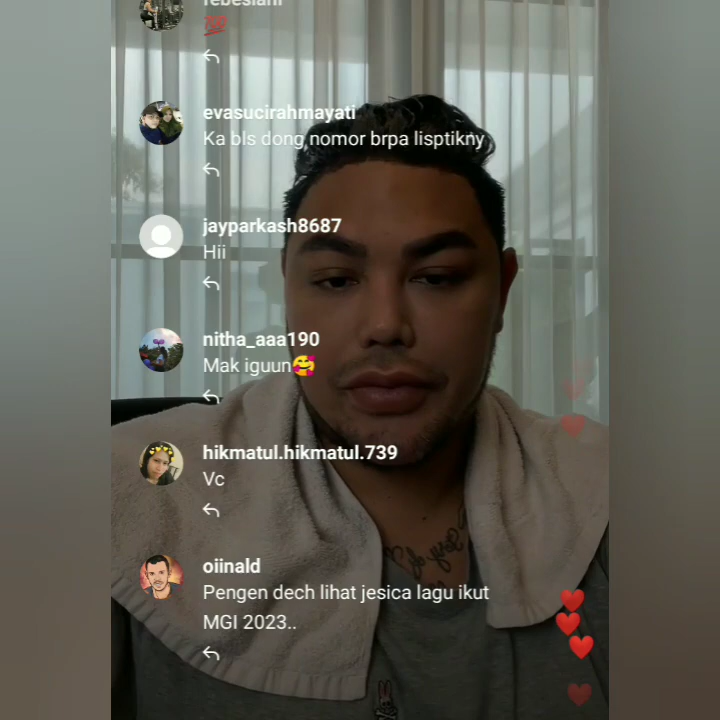 febeslahi
💯
evasucirahmayati
Ka bls dong nomor brpa lisptikny
jayparkash8687
Hii
nitha_aaa190
Mak iguun🥰
hikmatul.hikmatul.739
Vc
oiinald
Pengen dech lihat jesica lagu ikut
MGI 2023..